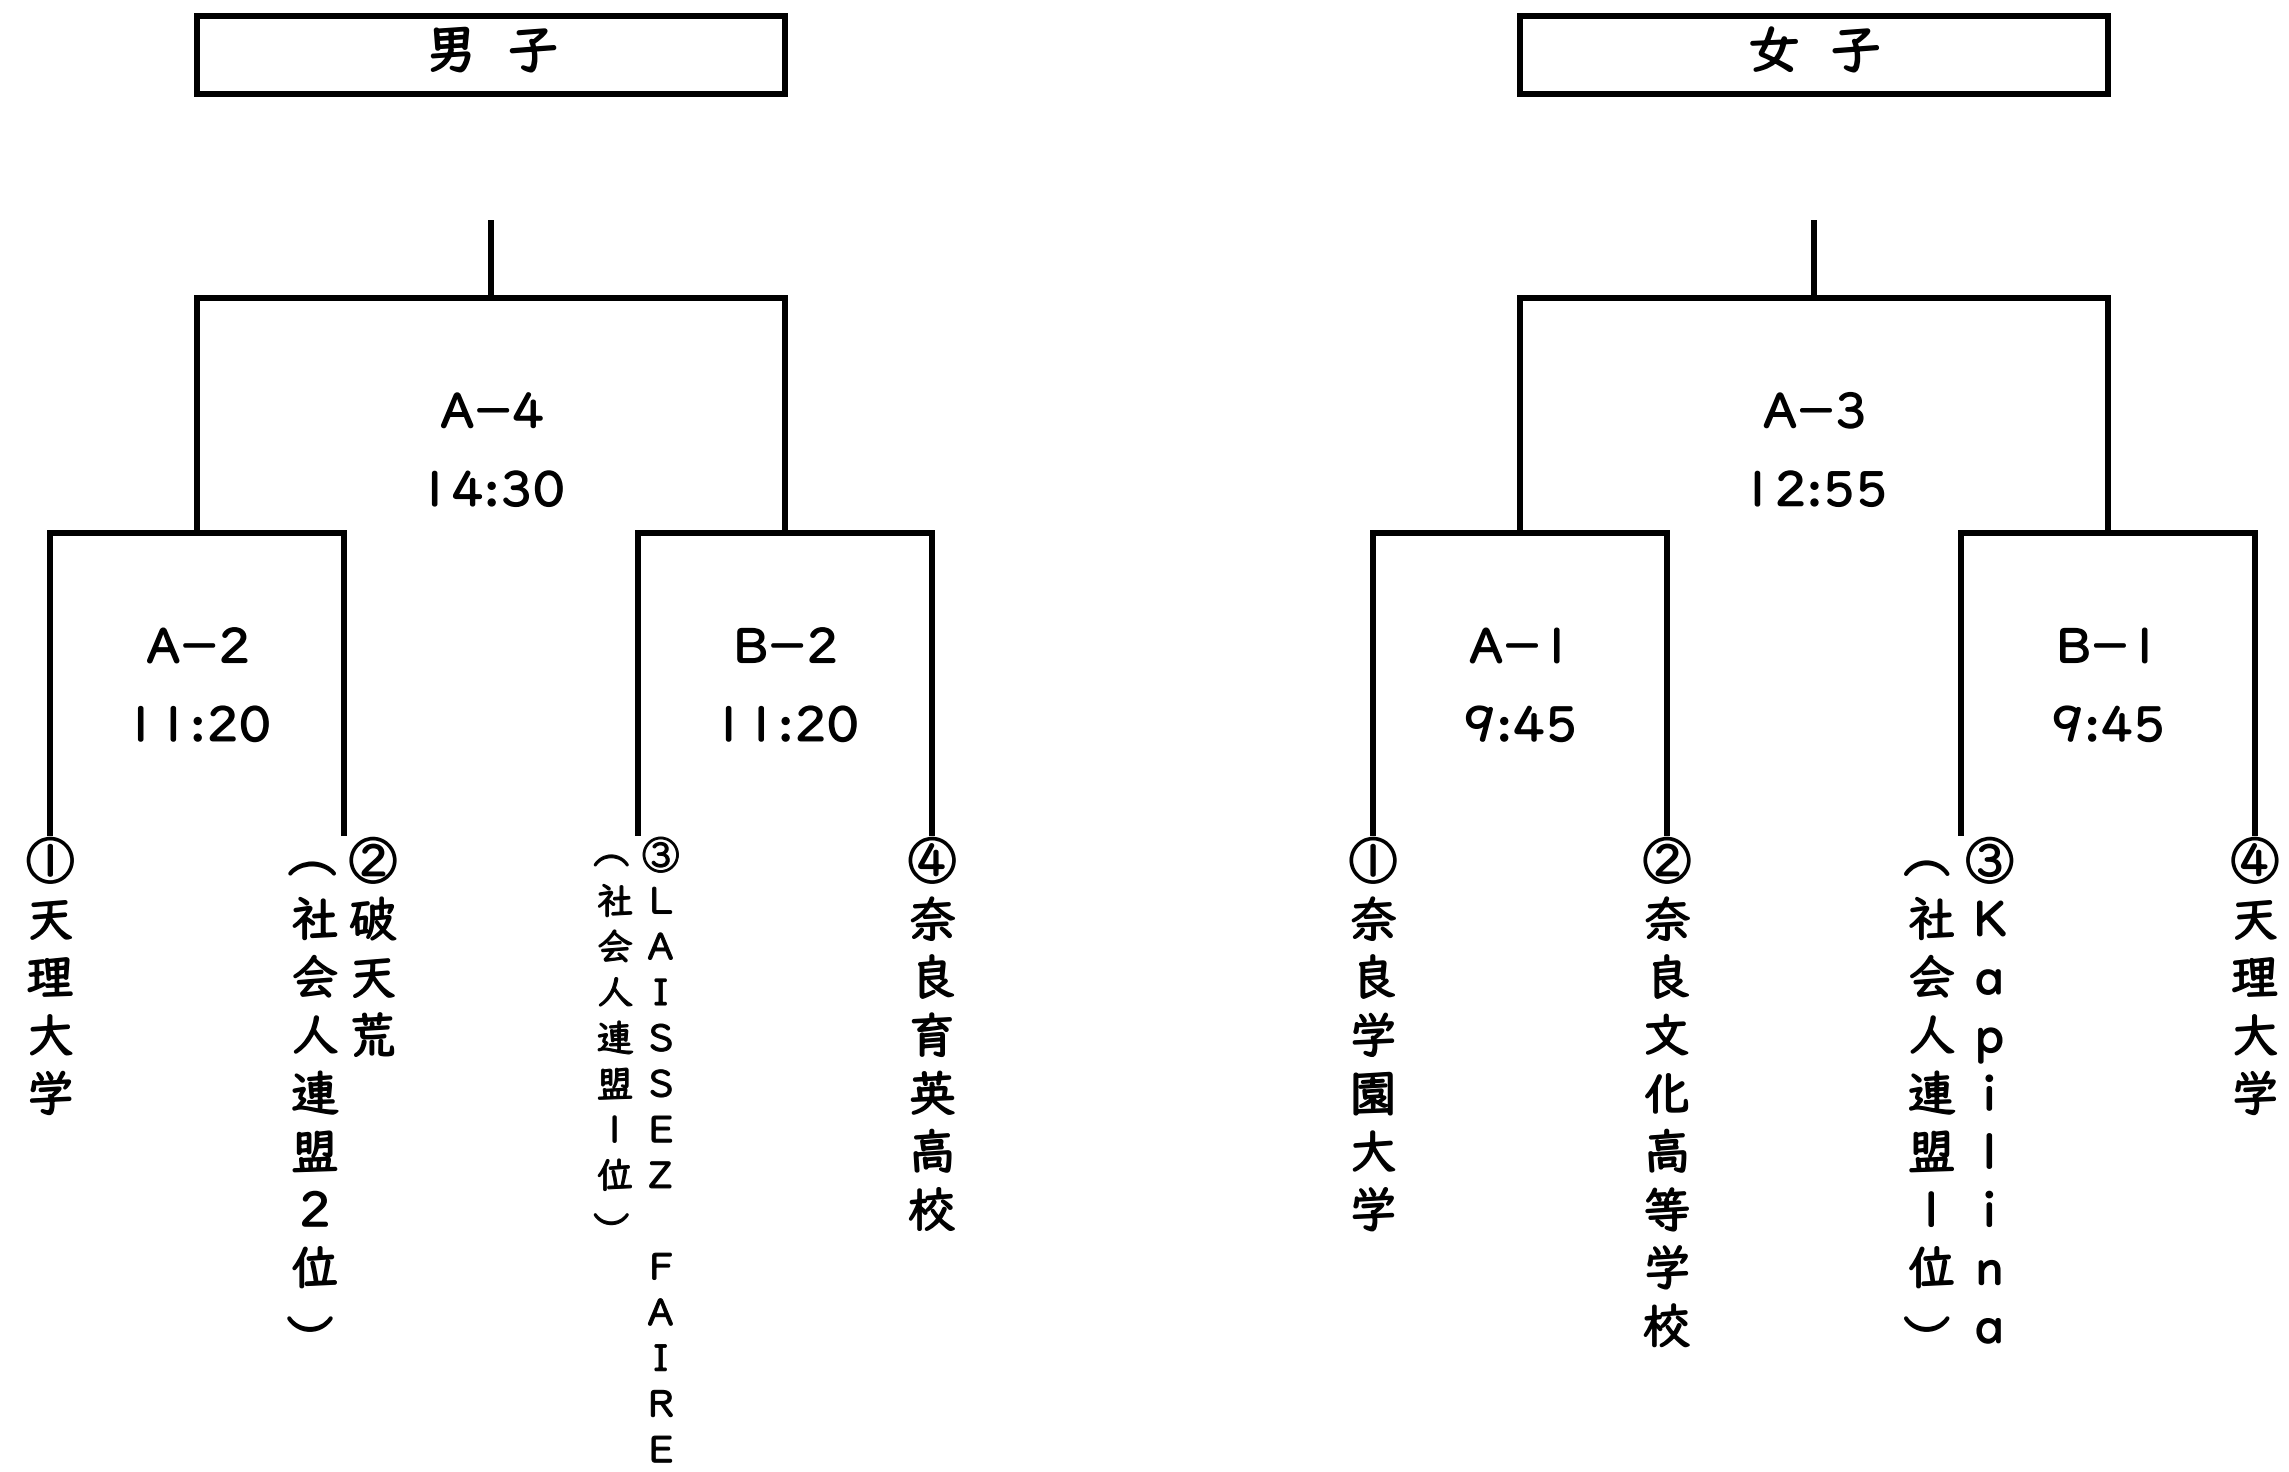 男 子
A-4
14:30
A-2
11:20
B-2
11:20
①天理大学
②破天荒
(社会人連盟2位)
③LAISSEZ FAIRE
(社会人連盟1位)
④奈良育英高校
女 子
A-3
12:55
A-1
9:45
B-1
9:45
①奈良学園大学
②奈良文化高等学校
③Kapilina
(社会人連盟1位)
④天理大学